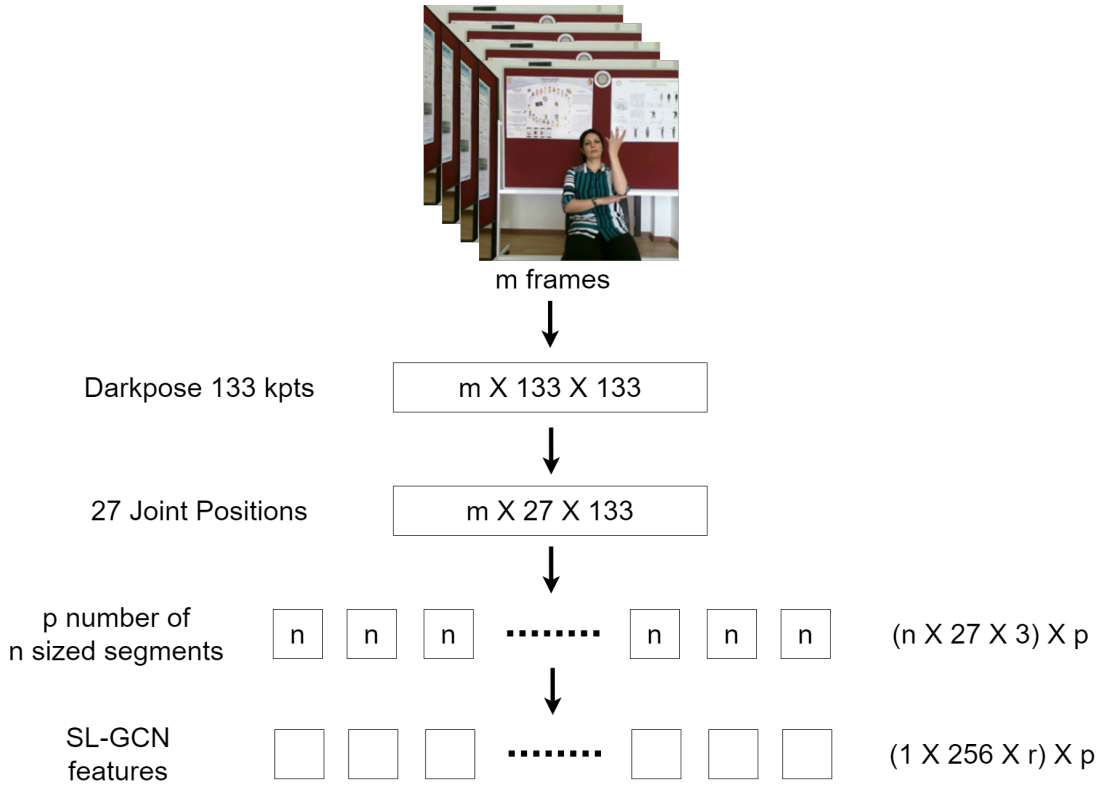 m frames
Darkpose 133 kpts
m X 133 X 133
27 Joint Positions
m X 27 X 133
p number of
n sized segments
n n n n n n
(n X 27 X 3) X p
SL-GCN
features
(1 X 256 X r) X p